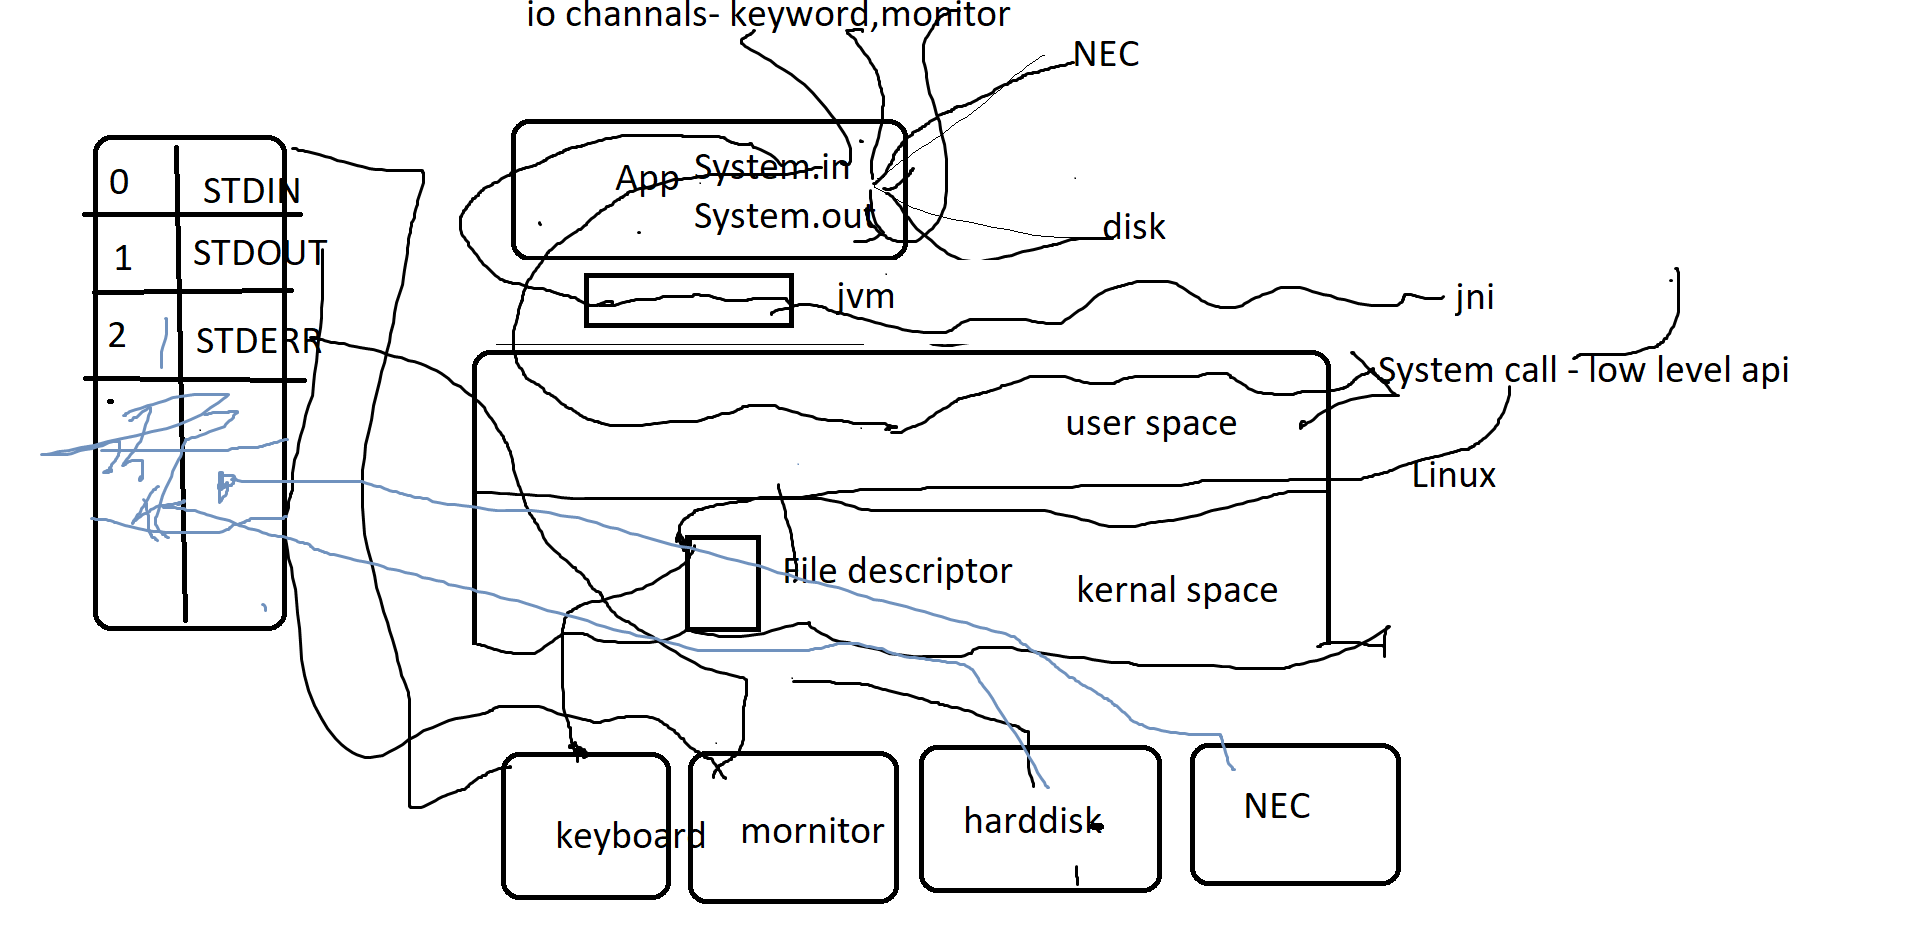 io channals- keyword,monitor
NEC
App
System.in
System.out
disk
0 STDIN
1 STDOUT
2 STDERR
jvm
jni
System call - low level api
user space
Linux
File descriptor
kernal space
keyboard
mornitor
harddisk
NEC